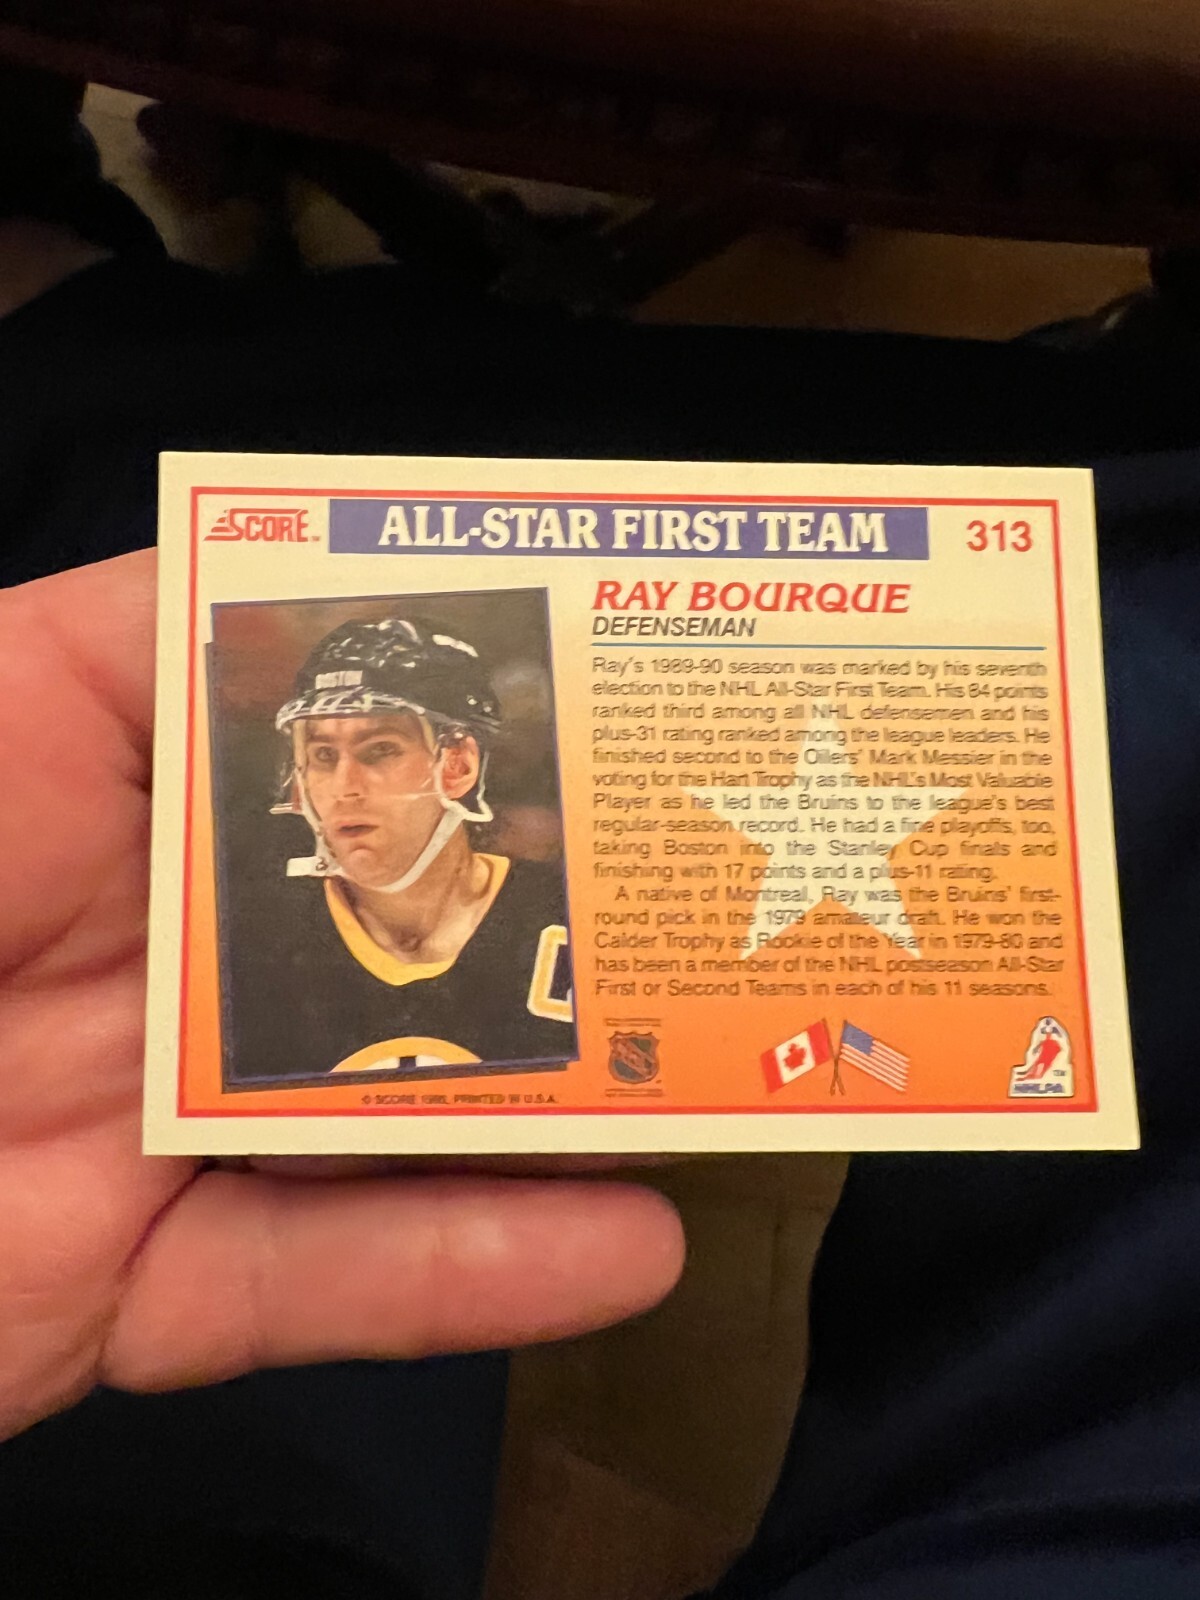 SCORE™
ALL-STAR FIRST TEAM
313
RAY BOURQUE
DEFENSEMAN
Ray's 1989-90 season was marked by his seventh
election to the NHL All-Star First Team. His 84 points
ranked third among all NHL defensemen and his
plus-31 rating ranked among the league leaders. He
finished second to the Oilers' Mark Messier in the
voting for the Hart Trophy as the NHL's Most Valuable
Player as he led the Bruins to the league's best
regular-season record. He had a fine playoffs, too,
taking Boston into the Stanley Cup finals and
finishing with 17 points and a plus-11 rating.
A native of Montreal, Ray was the Bruins' first-
round pick in the 1979 amateur draft. He won the
Calder Trophy as Rookie of the Year in 1979-80 and
has been a member of the NHL postseason All-Star
First or Second Teams in each of his 11 seasons.
BOSTON
NHLPA
TM
© SCORE PRINTED IN U.S.A.